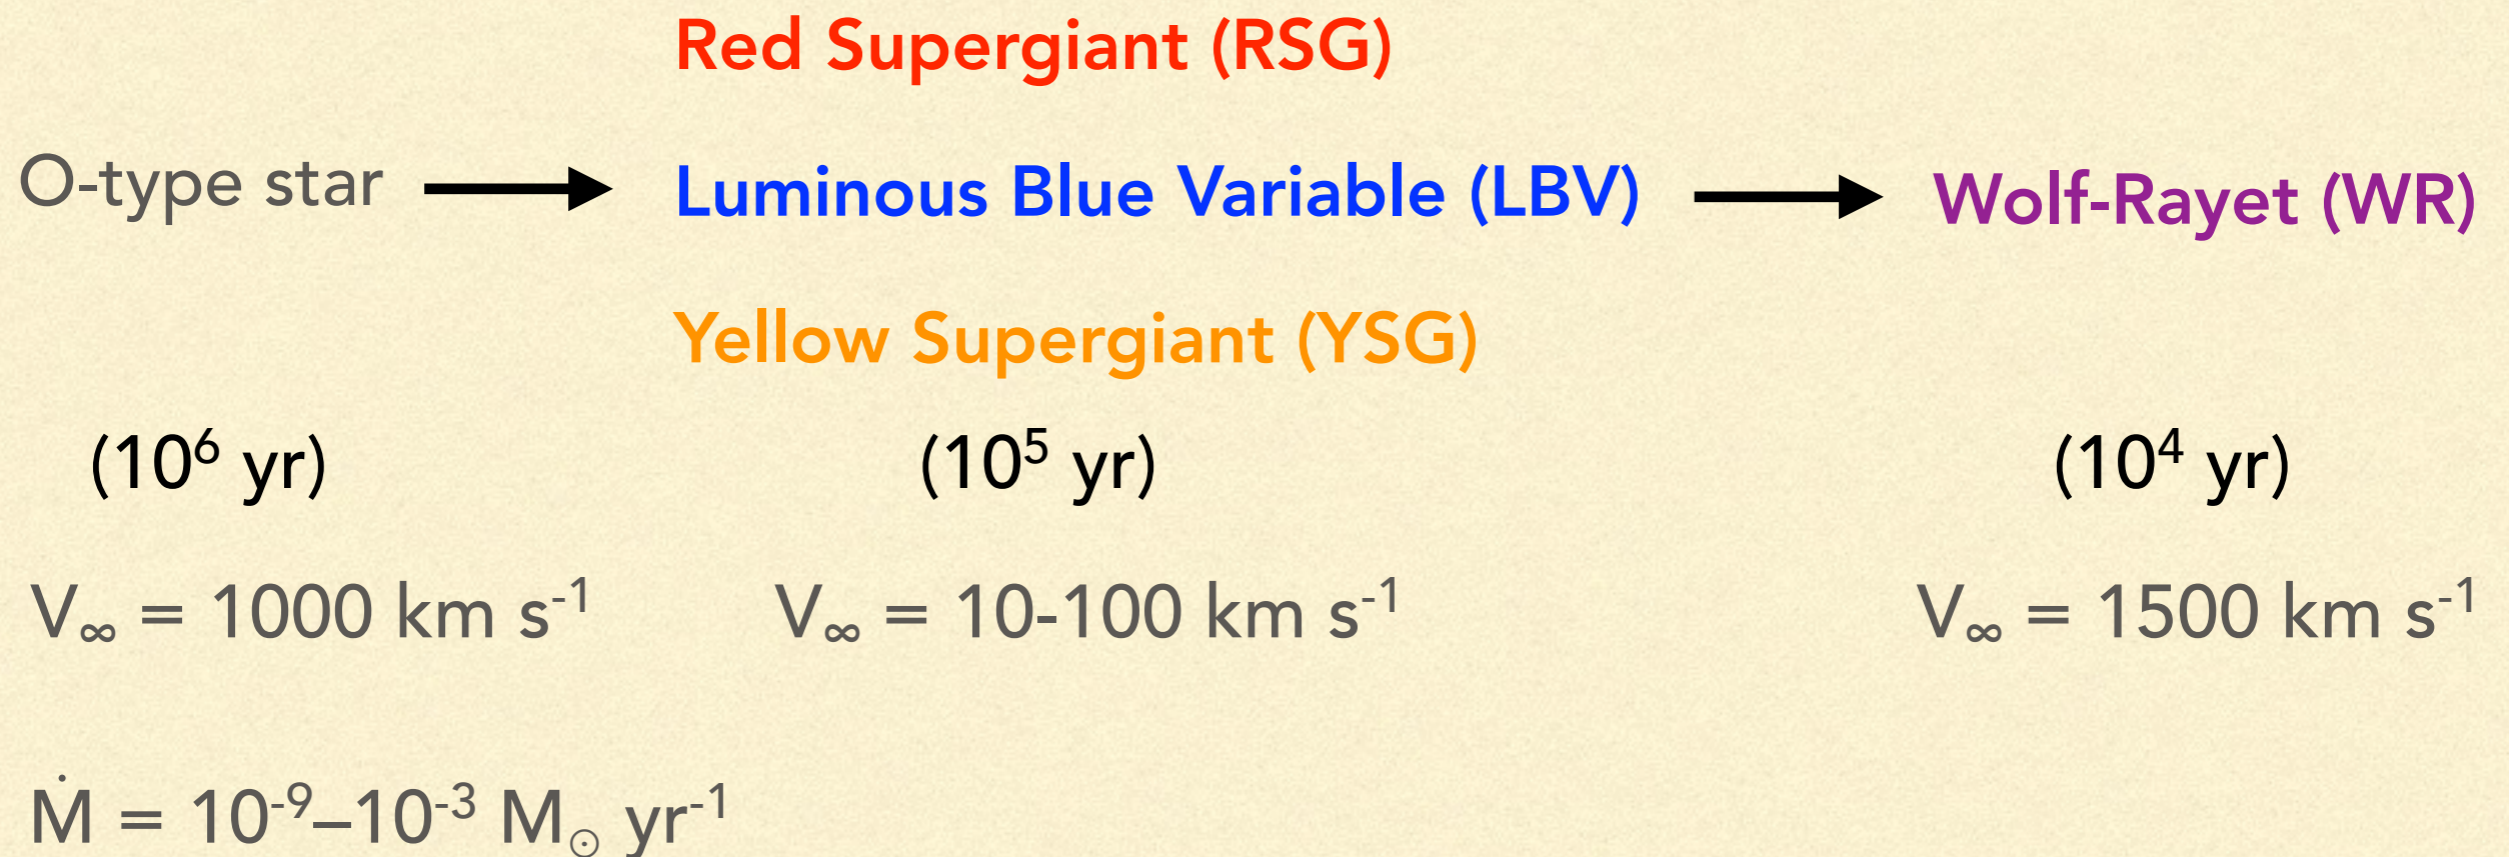 Red Supergiant (RSG)
O-type star ⟶ Luminous Blue Variable (LBV) ⟶ Wolf-Rayet (WR)
Yellow Supergiant (YSG)
(10⁶ yr) (10⁵ yr) (10⁴ yr)
V∞ = 1000 km s⁻¹ V∞ = 10-100 km s⁻¹ V∞ = 1500 km s⁻¹
Ṁ = 10⁻⁹–10⁻³ M☉ yr⁻¹